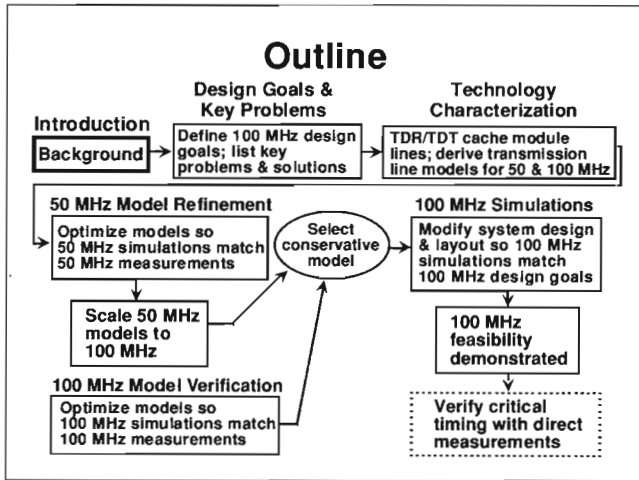 Outline
Introduction
Background
Design Goals &
Key Problems
Define 100 MHz design
goals; list key
problems & solutions
Technology
Characterization
TDR/TDT cache module
lines; derive transmission
line models for 50 & 100 MHz
50 MHz Model Refinement
Optimize models so
50 MHz simulations match
50 MHz measurements
Scale 50 MHz
models to
100 MHz
100 MHz Model Verification
Optimize models so
100 MHz simulations match
100 MHz measurements
Select
conservative
model
100 MHz Simulations
Modify system design
& layout so 100 MHz
simulations match
100 MHz design goals
100 MHz
feasibility
demonstrated
Verify critical
timing with direct
measurements